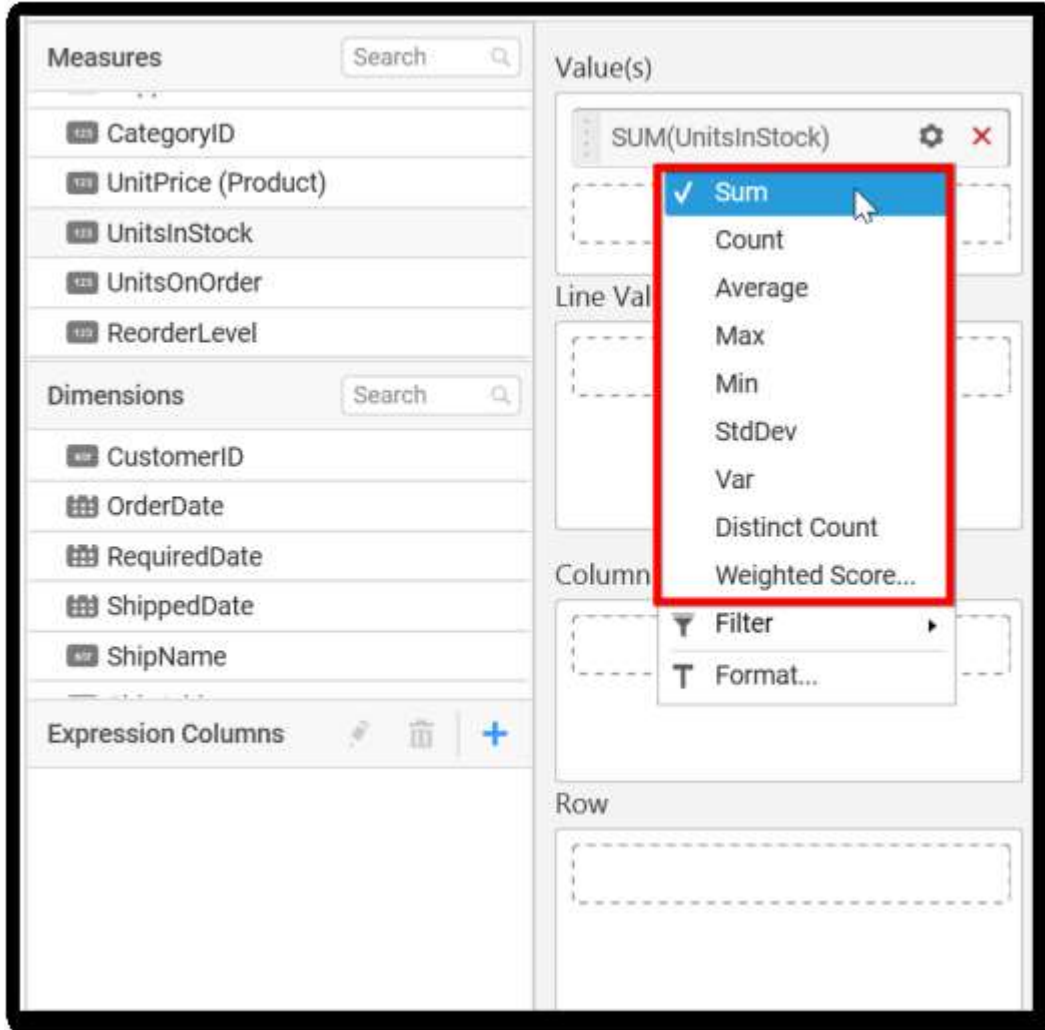 Measures
Search
CategoryID
UnitPrice (Product)
UnitsInStock
UnitsOnOrder
ReorderLevel
Dimensions
Search
CustomerID
OrderDate
RequiredDate
ShippedDate
ShipName
Expression Columns
Value(s)
SUM(UnitsInStock)
Sum
Count
Average
Max
Min
StdDev
Var
Distinct Count
Weighted Score...
Filter
Format...
Line Val
Column
Row